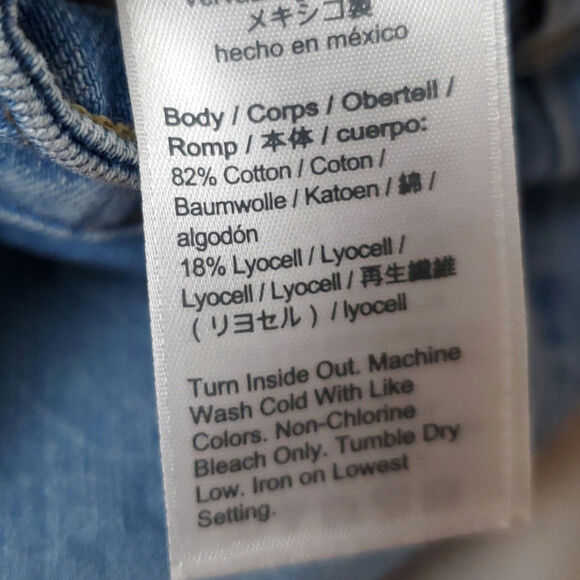 メキシコ製
hecho en méxico
Body / Corps / Obertell /
Romp / 本体 / cuerpo:
82% Cotton / Coton /
Baumwolle / Katoen / 綿 /
algodón
18% Lyocell / Lyocell /
Lyocell / Lyocell / 再生繊維
( リヨセル ) / lyocell
Turn Inside Out. Machine
Wash Cold With Like
Colors. Non-Chlorine
Bleach Only. Tumble Dry
Low. Iron on Lowest
Setting.